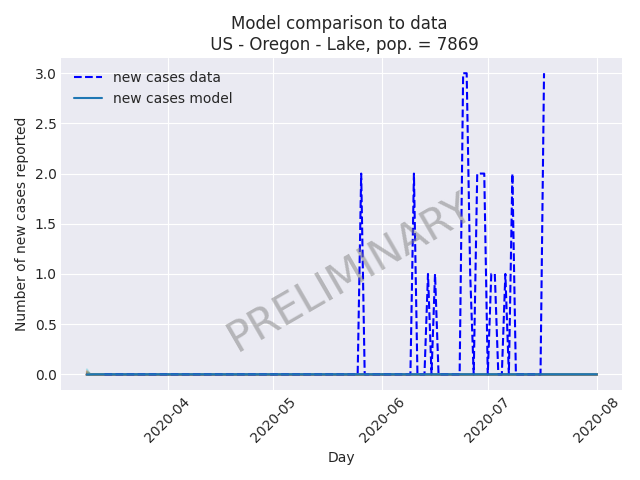 Model comparison to data
US - Oregon - Lake, pop. = 7869
new cases data
new cases model
Number of new cases reported
3.0
2.5
2.0
1.5
1.0
0.5
0.0
PRELIMINARY
2020-04
2020-05
2020-06
2020-07
2020-08
Day